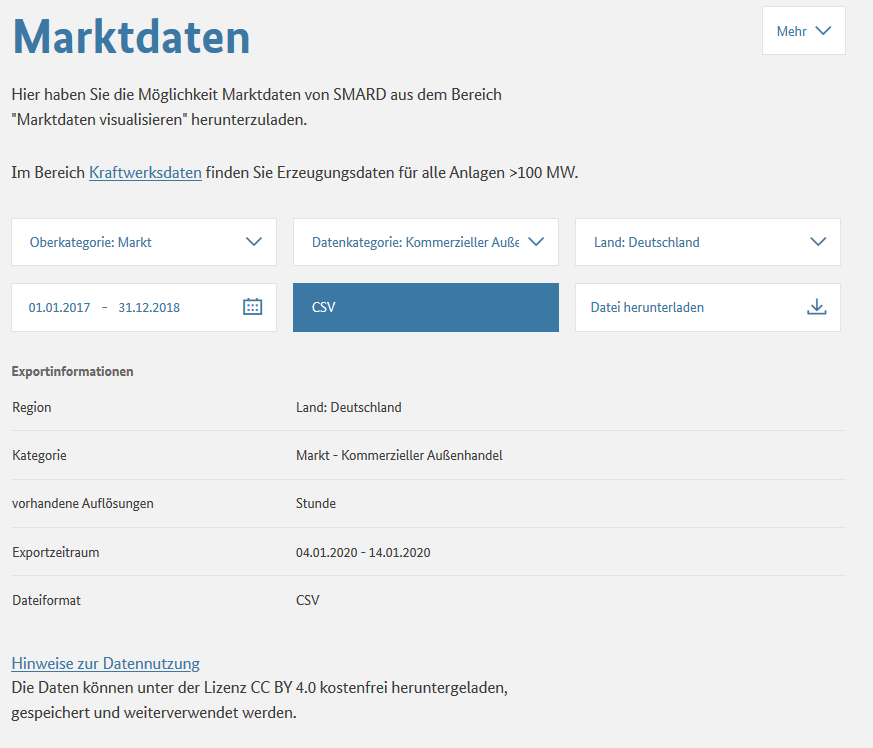 Marktdaten
Mehr
Hier haben Sie die Möglichkeit Marktdaten von SMARD aus dem Bereich
"Marktdaten visualisieren" herunterzuladen.
Im Bereich Kraftwerksdaten finden Sie Erzeugungsdaten für alle Anlagen >100 MW.
Oberkategorie: Markt
Datenkategorie: Kommerzieller Auße
Land: Deutschland
01.01.2017 - 31.12.2018
CSV
Datei herunterladen
Exportinformationen
Region Land: Deutschland
Kategorie Markt - Kommerzieller Außenhandel
vorhandene Auflösungen Stunde
Exportzeitraum 04.01.2020 - 14.01.2020
Dateiformat CSV
Hinweise zur Datennutzung
Die Daten können unter der Lizenz CC BY 4.0 kostenfrei heruntergeladen,
gespeichert und weiterverwendet werden.